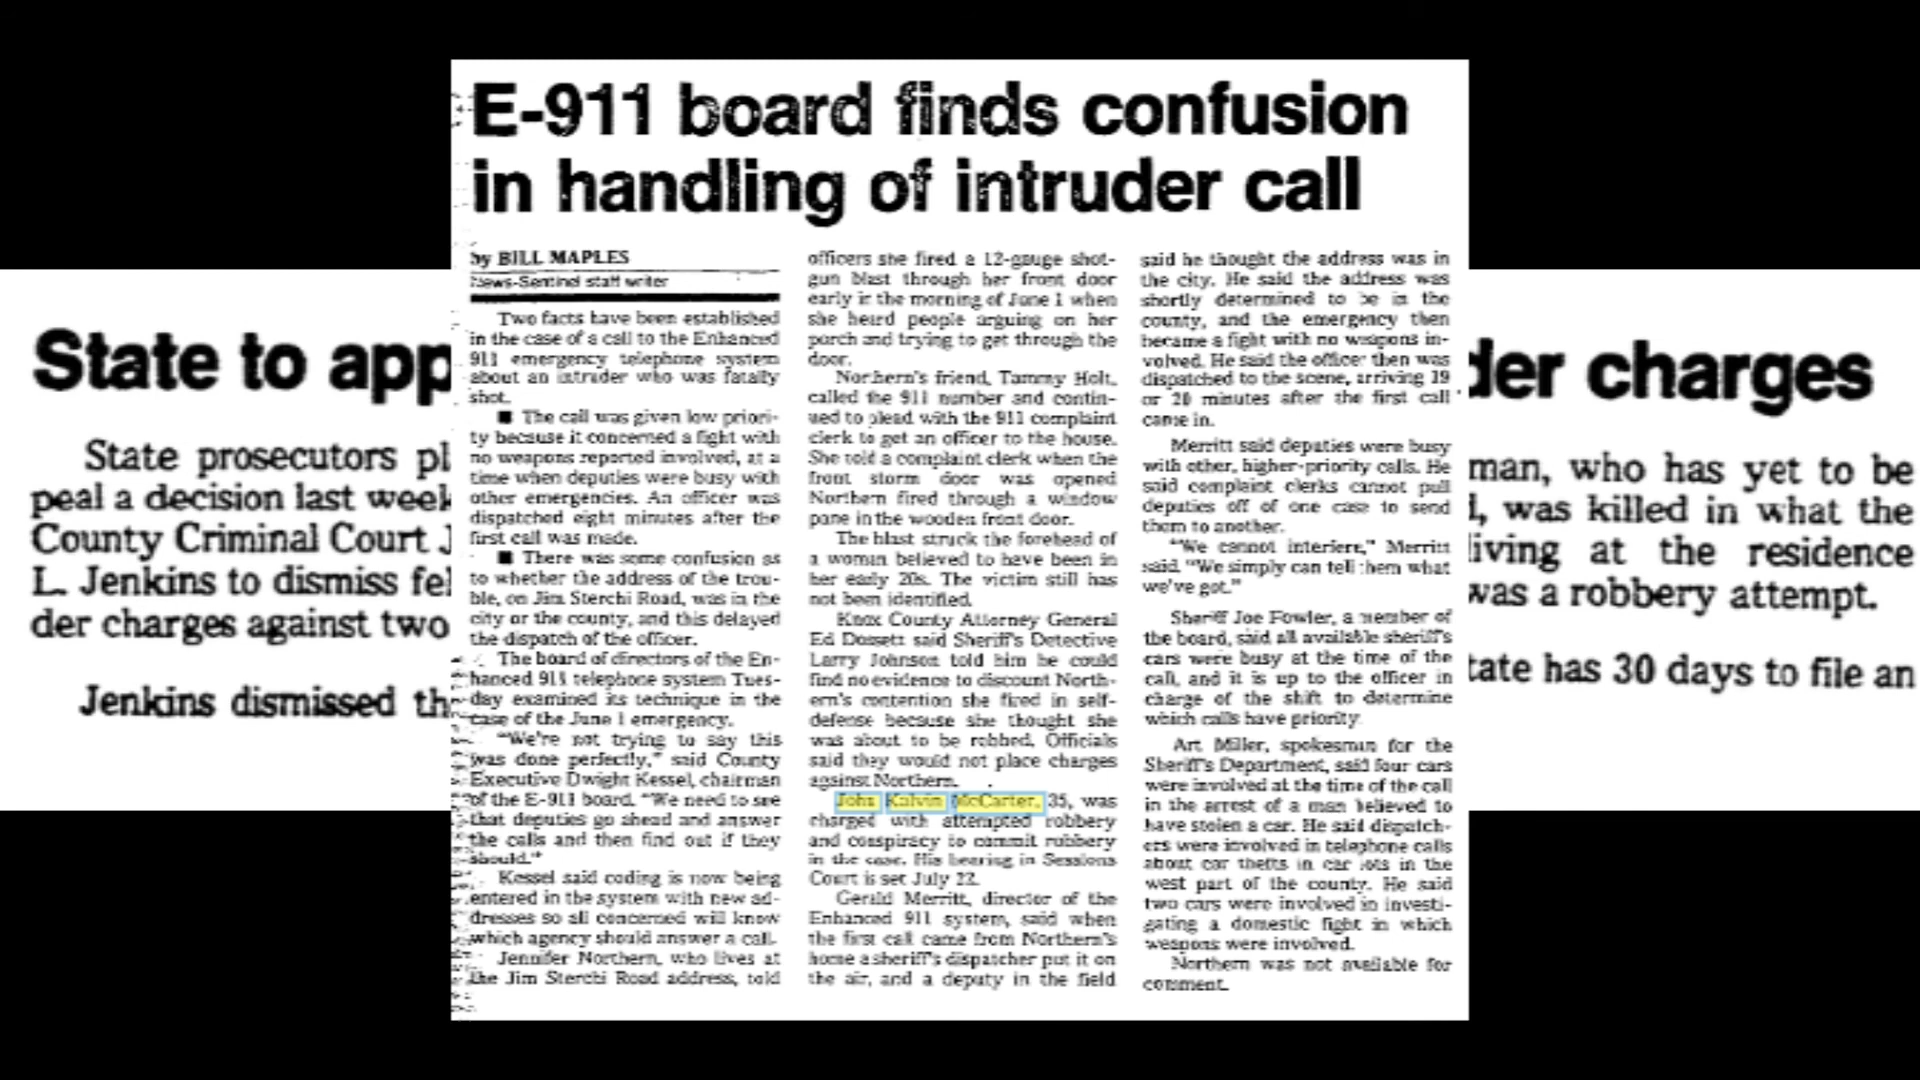 E-911 board finds confusion
in handling of intruder call
by BILL MAPLES
News-Sentinel staff writer
Two facts have been established
in the case of a call to the Enhanced
911 emergency telephone system
about an intruder who was fatally
shot.
■ The call was given low priori-
ty because it concerned a fight with
no weapons reported involved, at a
time when deputies were busy with
other emergencies. An officer was
dispatched eight minutes after the
first call was made.
■ There was some confusion as
to whether the address of the trou-
ble, on Jim Sterchi Road, was in the
city or the county, and this delayed
the dispatch of the officer.
The board of directors of the En-
hanced 911 telephone system Tues-
day examined its technique in the
case of the June 1 emergency.
"We're not trying to say this
was done perfectly," said County
Executive Dwight Kessel, chairman
of the E-911 board. "We need to see
that deputies go ahead and answer
the calls and then find out if they
should."
Kessel said coding is now being
entered in the system with new ad-
dresses so all concerned will know
which agency should answer a call.
Jennifer Northern, who lives at
the Jim Sterchi Road address, told
officers she fired a 12-gauge shot-
gun blast through her front door
early in the morning of June 1 when
she heard people arguing on her
porch and trying to get through the
door.
Northern's friend, Tammy Holt,
called the 911 number and contin-
ued to plead with the 911 complaint
clerk to get an officer to the house.
She told a complaint clerk when the
front storm door was opened
Northern fired through a window
pane in the wooden front door.
The blast struck the forehead of
a woman believed to have been in
her early 20s. The victim still has
not been identified.
Knox County Attorney General
Ed Dossett said Sheriff's Detective
Larry Johnson told him he could
find no evidence to discount North-
ern's contention she fired in self-
defense because she thought she
was about to be robbed. Officials
said they would not place charges
against Northern.
John Kalvin McCarter, 35, was
charged with attempted robbery
and conspiracy to commit robbery
in the case. His hearing in Sessions
Court is set July 22.
Gerald Merritt, director of the
Enhanced 911 system, said when
the first call came from Northern's
home a sheriff's dispatcher put it on
the air, and a deputy in the field
said he thought the address was in
the city. He said the address was
shortly determined to be in the
county, and the emergency then
became a fight with no weapons in-
volved. He said the officer then was
dispatched to the scene, arriving 19
or 20 minutes after the first call
came in.
Merritt said deputies were busy
with other, higher-priority calls. He
said complaint clerks cannot pull
deputies off of one case to send
them to another.
"We cannot interfere," Merritt
said. "We simply can tell them what
we've got."
Sheriff Joe Fowler, a member of
the board, said all available sheriff's
cars were busy at the time of the
call, and it is up to the officer in
charge of the shift to determine
which calls have priority.
Art Miller, spokesman for the
Sheriff's Department, said four cars
were involved at the time of the call
in the arrest of a man believed to
have stolen a car. He said dispatch-
ers were involved in telephone calls
about car thefts in car lots in the
west part of the county. He said
two cars were involved in investi-
gating a domestic fight in which
weapons were involved.
Northern was not available for
comment.
State to app
State prosecutors pl
peal a decision last week
County Criminal Court J
L. Jenkins to dismiss fel
der charges against two
Jenkins dismissed th
der charges
man, who has yet to be
d, was killed in what the
living at the residence
was a robbery attempt.
tate has 30 days to file an